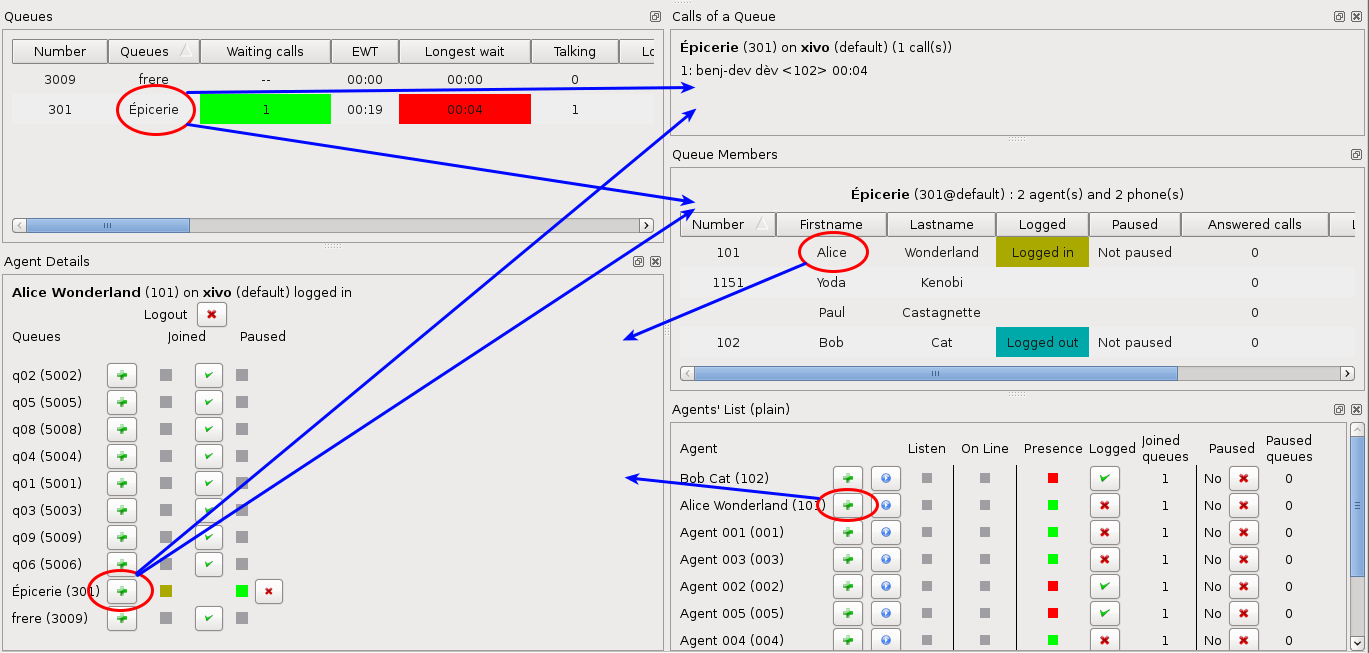 Queues
Number Queues Waiting calls EWT Longest wait Talking Lo
3009 frere -- 00:00 00:00 0
301 Épicerie 1 00:19 00:04 1
Agent Details
Alice Wonderland (101) on xivo (default) logged in
Logout
Queues Joined Paused
q02 (5002)
q05 (5005)
q08 (5008)
q04 (5004)
q01 (5001)
q03 (5003)
q09 (5009)
q06 (5006)
Épicerie (301)
frere (3009)
Calls of a Queue
Épicerie (301) on xivo (default) (1 call(s))
1: benj-dev dèv <102> 00:04
Queue Members
Épicerie (301@default) : 2 agent(s) and 2 phone(s)
Number Firstname Lastname Logged Paused Answered calls L
101 Alice Wonderland Logged in Not paused 0
1151 Yoda Kenobi 0
Paul Castagnette 0
102 Bob Cat Logged out Not paused 0
Agents' List (plain)
Agent Listen On Line Presence Logged Joined queues Paused Paused queues
Bob Cat (102) 1 No 0
Alice Wonderland (101) 1 No 0
Agent 001 (001) 1 No 0
Agent 003 (003) 1 No 0
Agent 002 (002) 1 No 0
Agent 005 (005) 1 No 0
Agent 004 (004) 1 No 0